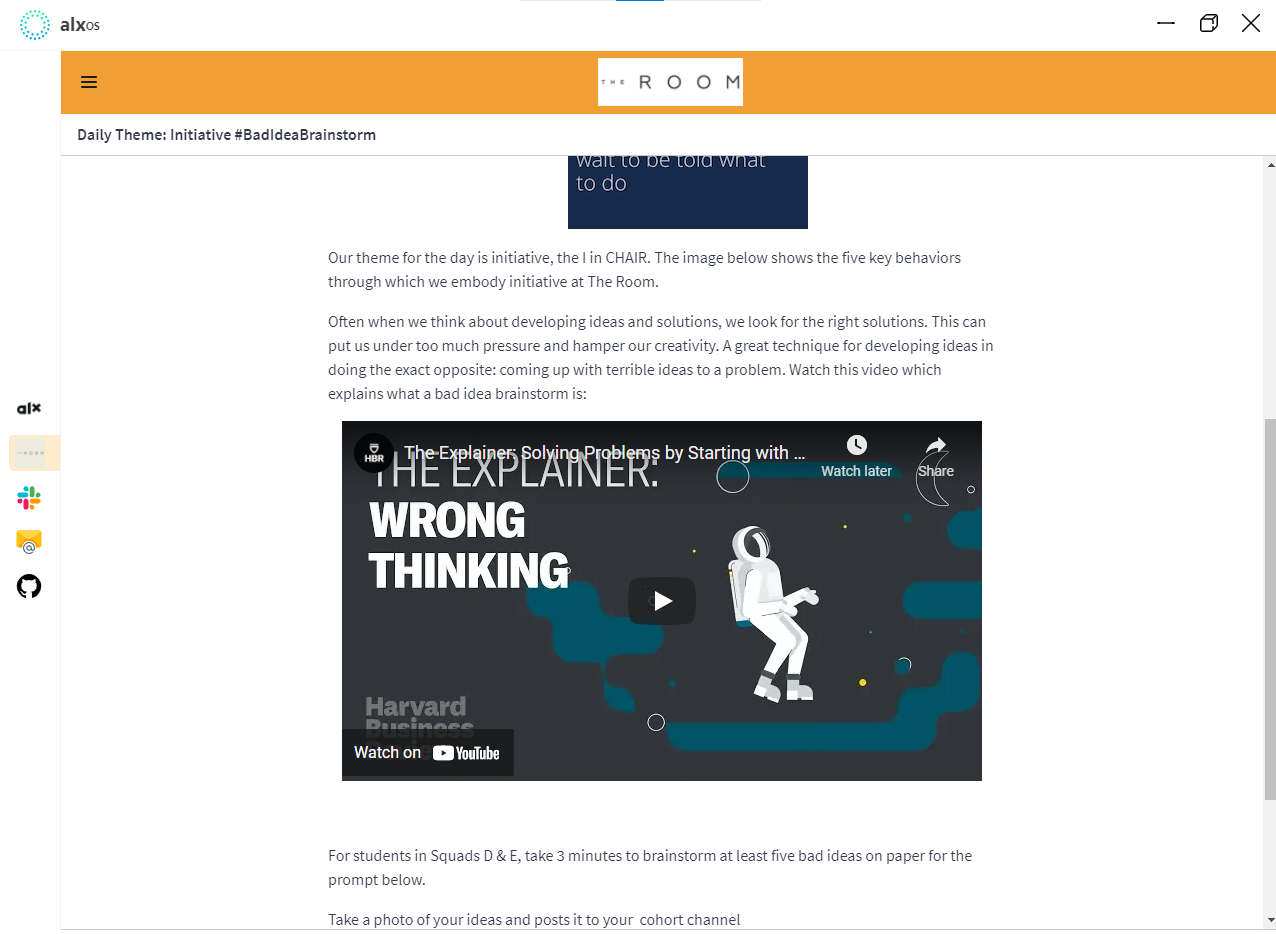 alxos
THE ROOM
Daily Theme: Initiative #BadIdeaBrainstorm
wait to be told what
to do
Our theme for the day is initiative, the I in CHAIR. The image below shows the five key behaviors
through which we embody initiative at The Room.
Often when we think about developing ideas and solutions, we look for the right solutions. This can
put us under too much pressure and hamper our creativity. A great technique for developing ideas in
doing the exact opposite: coming up with terrible ideas to a problem. Watch this video which
explains what a bad idea brainstorm is:
alx
HBR
The Explainer: Solving Problems by Starting with ...
Watch later
Share
THE EXPLAINER:
WRONG
THINKING
Harvard
Business
Watch on YouTube
For students in Squads D & E, take 3 minutes to brainstorm at least five bad ideas on paper for the
prompt below.
Take a photo of your ideas and posts it to your cohort channel